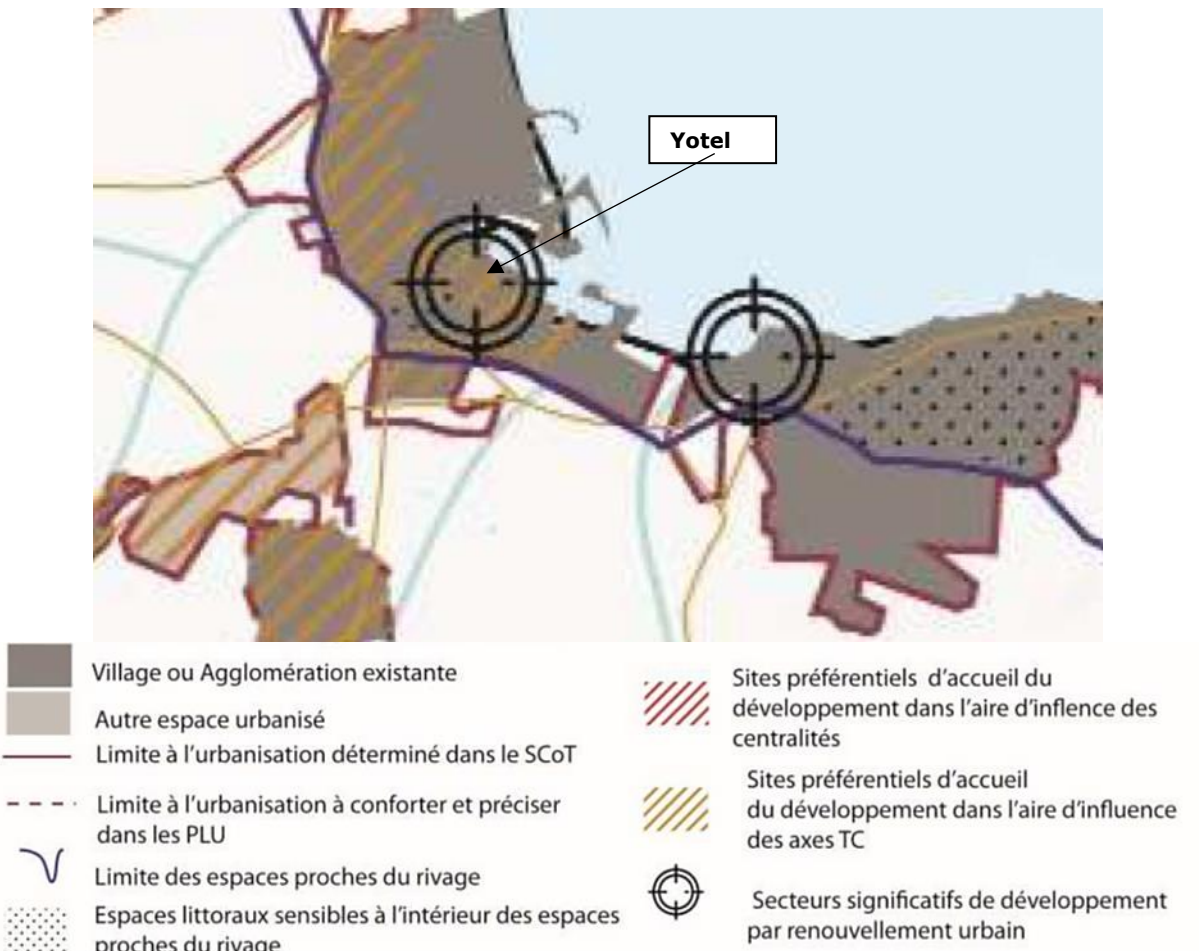 Yotel
Village ou Agglomération existante
Autre espace urbanisé
Limite à l'urbanisation déterminé dans le SCoT
Limite à l'urbanisation à conforter et préciser
dans les PLU
Limite des espaces proches du rivage
Espaces littoraux sensibles à l'intérieur des espaces
proches du rivage
Sites préférentiels d'accueil du
développement dans l'aire d'inflence des
centralités
Sites préférentiels d'accueil
du développement dans l'aire d'influence
des axes TC
Secteurs significatifs de développement
par renouvellement urbain